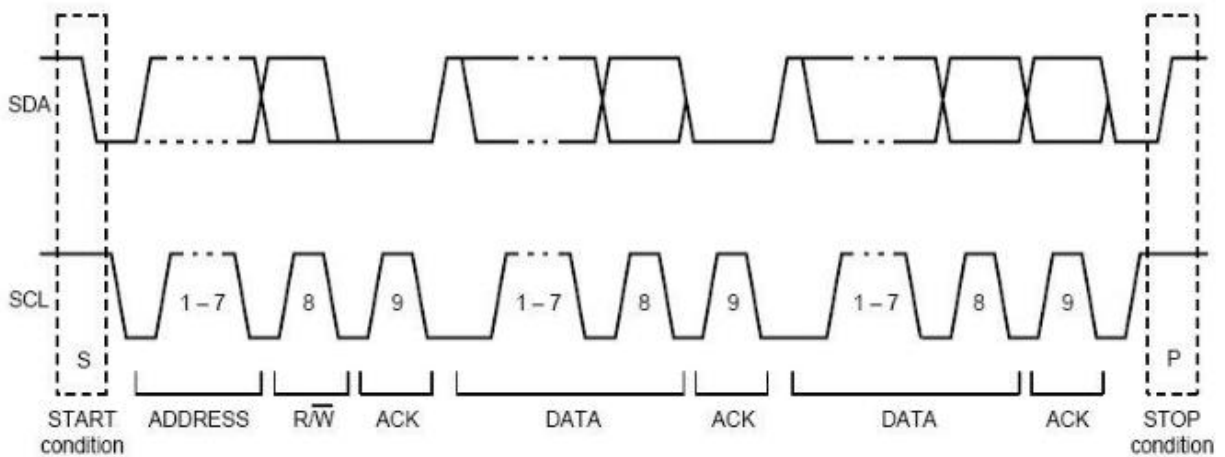 SDA
SCL
1 – 7
8
9
1 – 7
8
9
1 – 7
8
9
S
P
START
condition
ADDRESS
R/W̅
ACK
DATA
ACK
DATA
ACK
STOP
condition